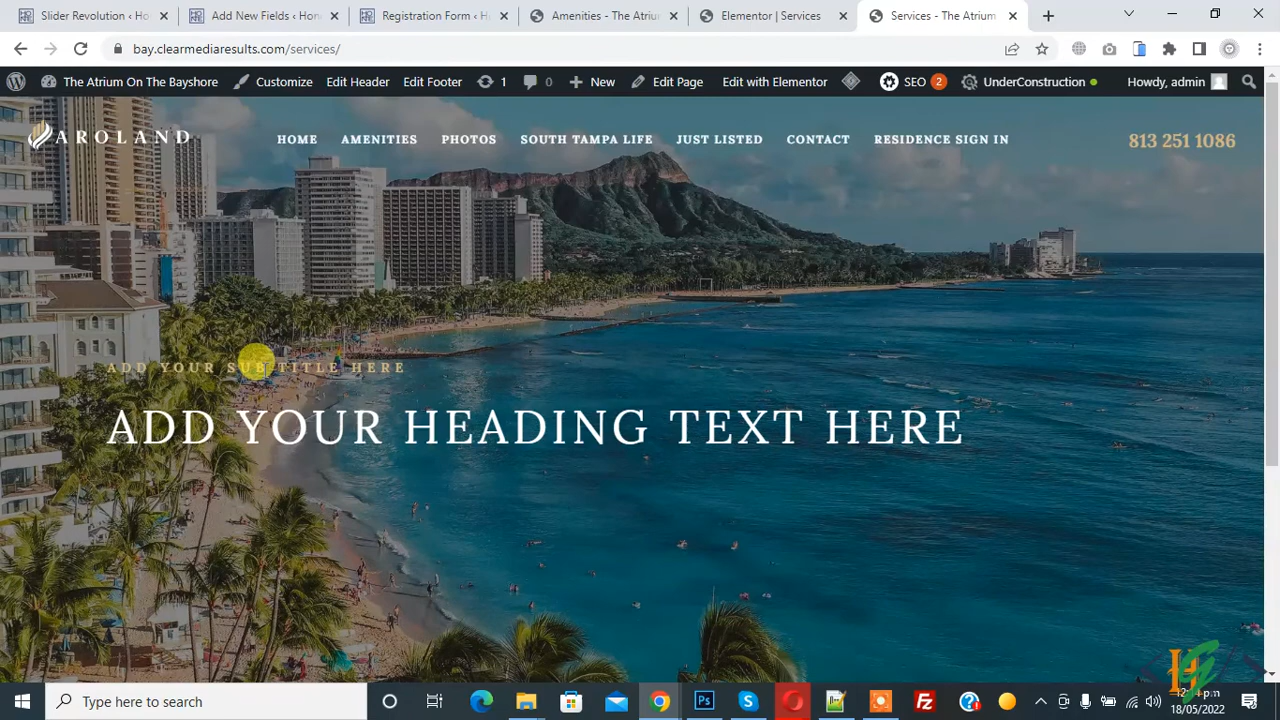 Slider Revolution ‹ Ho
Add New Fields ‹ Hon
Registration Form ‹ H
Amenities - The Atriu
Elementor | Services
Services - The Atrium
bay.clearmediaresults.com/services/
The Atrium On The Bayshore
Customize
Edit Header
Edit Footer
1
0
New
Edit Page
Edit with Elementor
SEO 2
UnderConstruction
Howdy, admin
AROLAND
HOME
AMENITIES
PHOTOS
SOUTH TAMPA LIFE
JUST LISTED
CONTACT
RESIDENCE SIGN IN
813 251 1086
ADD YOUR SUB TITLE HERE
ADD YOUR HEADING TEXT HERE
Type here to search
18/05/2022